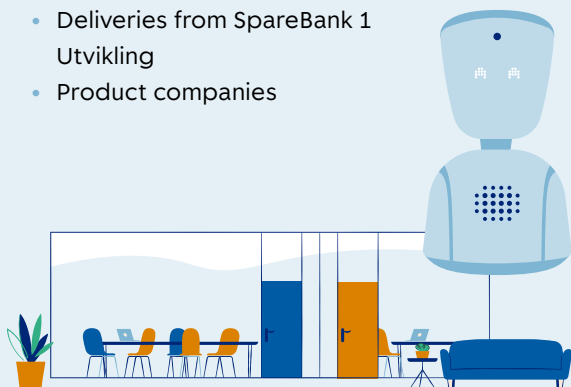 • Deliveries from SpareBank 1
Utvikling
• Product companies